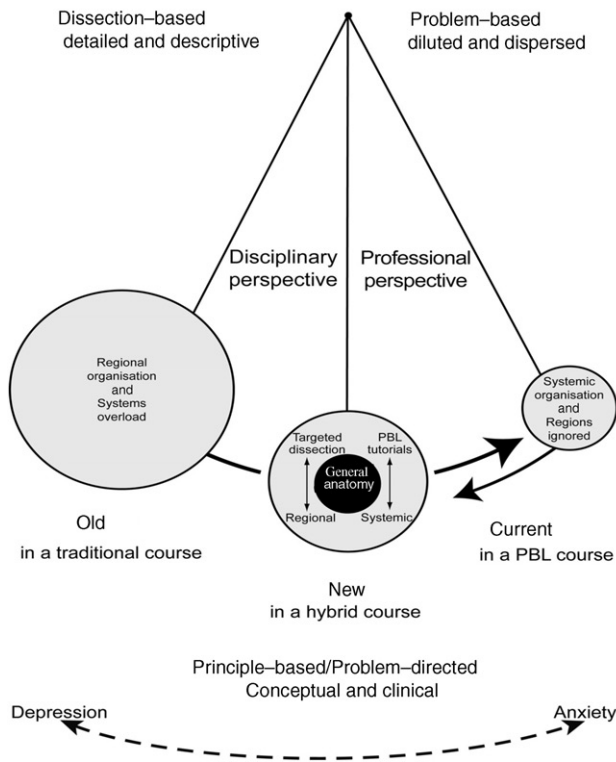 Dissection–based
detailed and descriptive
Problem–based
diluted and dispersed
Disciplinary
perspective
Professional
perspective
Regional
organisation
and
Systems
overload
Systemic
organisation
and
Regions
ignored
Targeted
dissection
PBL
tutorials
General
anatomy
Regional
Systemic
Old
in a traditional course
Current
in a PBL course
New
in a hybrid course
Principle–based/Problem–directed
Conceptual and clinical
Depression
Anxiety